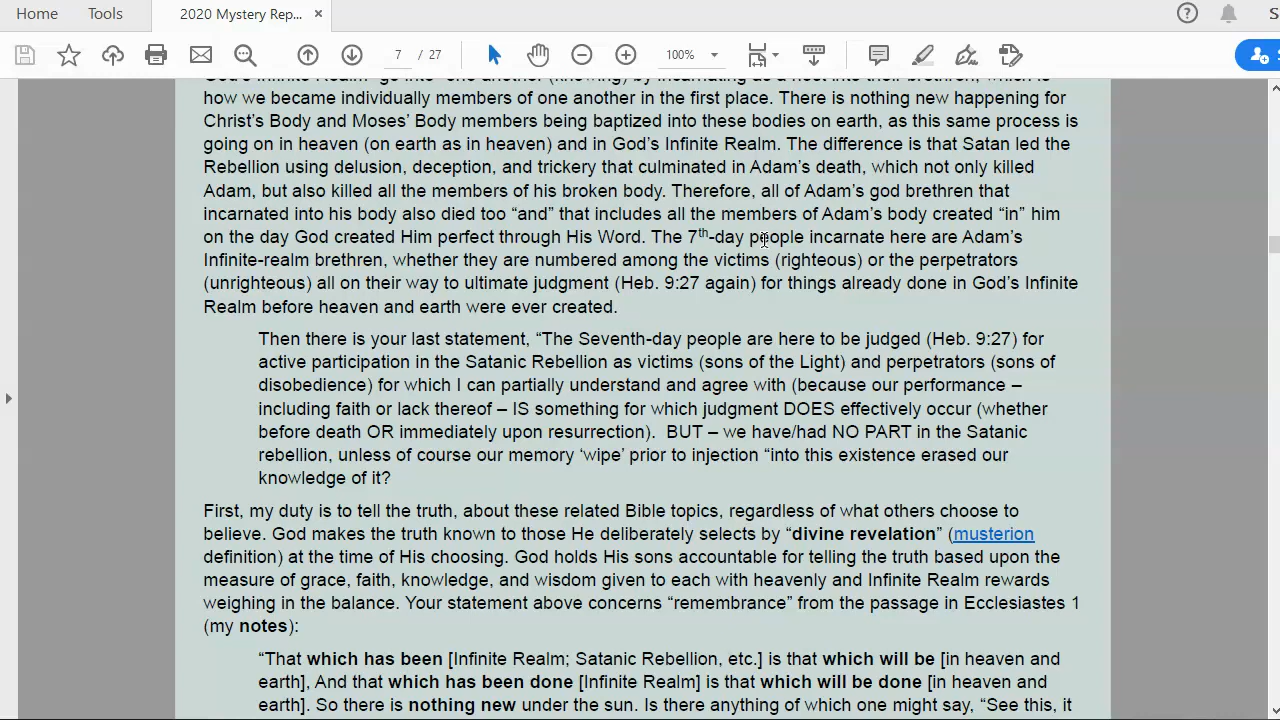 Home
Tools
2020 Mystery Rep... ×
?
S
7 / 27
100%
God's Infinite Realm "go into" one another (knowing) by incarnating as a host into their brethren, which is
how we became individually members of one another in the first place. There is nothing new happening for
Christ's Body and Moses' Body members being baptized into these bodies on earth, as this same process is
going on in heaven (on earth as in heaven) and in God's Infinite Realm. The difference is that Satan led the
Rebellion using delusion, deception, and trickery that culminated in Adam's death, which not only killed
Adam, but also killed all the members of his broken body. Therefore, all of Adam's god brethren that
incarnated into his body also died too “and” that includes all the members of Adam's body created “in” him
on the day God created Him perfect through His Word. The 7th-day people incarnate here are Adam's
Infinite-realm brethren, whether they are numbered among the victims (righteous) or the perpetrators
(unrighteous) all on their way to ultimate judgment (Heb. 9:27 again) for things already done in God's Infinite
Realm before heaven and earth were ever created.
Then there is your last statement, “The Seventh-day people are here to be judged (Heb. 9:27) for
active participation in the Satanic Rebellion as victims (sons of the Light) and perpetrators (sons of
disobedience) for which I can partially understand and agree with (because our performance –
including faith or lack thereof – IS something for which judgment DOES effectively occur (whether
before death OR immediately upon resurrection). BUT – we have/had NO PART in the Satanic
rebellion, unless of course our memory ‘wipe’ prior to injection “into this existence erased our
knowledge of it?
First, my duty is to tell the truth, about these related Bible topics, regardless of what others choose to
believe. God makes the truth known to those He deliberately selects by “divine revelation” (musterion
definition) at the time of His choosing. God holds His sons accountable for telling the truth based upon the
measure of grace, faith, knowledge, and wisdom given to each with heavenly and Infinite Realm rewards
weighing in the balance. Your statement above concerns “remembrance” from the passage in Ecclesiastes 1
(my notes):
“That which has been [Infinite Realm; Satanic Rebellion, etc.] is that which will be [in heaven and
earth], And that which has been done [Infinite Realm] is that which will be done [in heaven and
earth]. So there is nothing new under the sun. Is there anything of which one might say, “See this, it